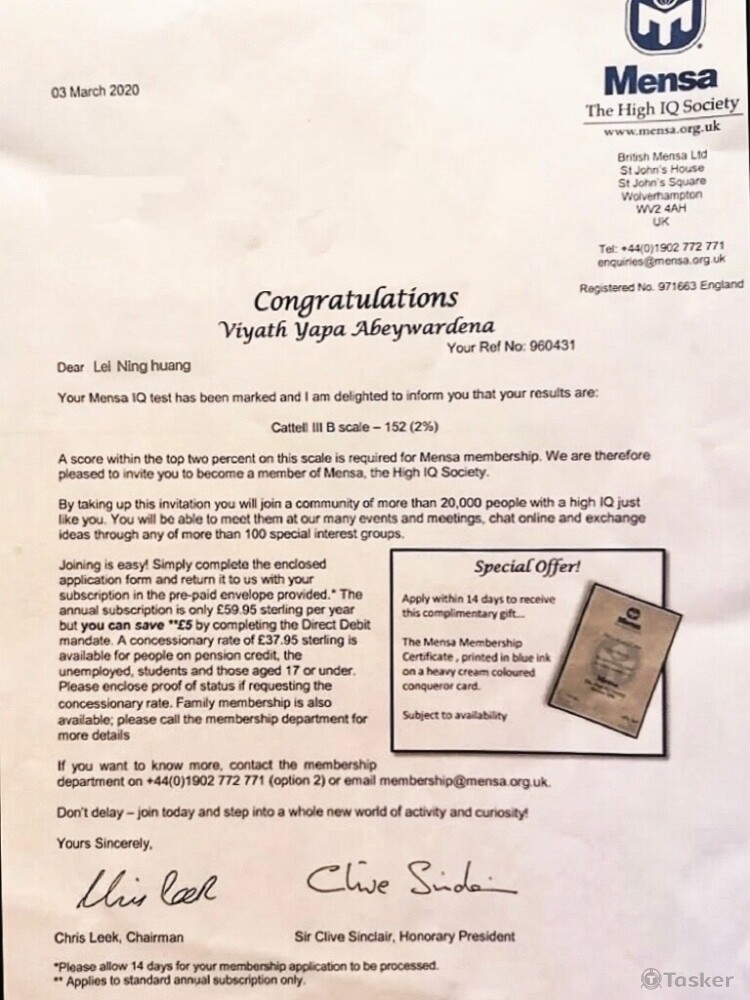 03 March 2020
Mensa
The High IQ Society
www.mensa.org.uk
British Mensa Ltd
St John's House
St John's Square
Wolverhampton
WV2 4AH
UK
Tel: +44(0)1902 772 771
enquiries@mensa.org.uk
Registered No. 971663 England
Congratulations
Viyath Yapa Abeywardena
Your Ref No: 960431
Dear Lei Ning huang
Your Mensa IQ test has been marked and I am delighted to inform you that your results are:
Cattell III B scale – 152 (2%)
A score within the top two percent on this scale is required for Mensa membership. We are therefore
pleased to invite you to become a member of Mensa, the High IQ Society.
By taking up this invitation you will join a community of more than 20,000 people with a high IQ just
like you. You will be able to meet them at our many events and meetings, chat online and exchange
ideas through any of more than 100 special interest groups.
Joining is easy! Simply complete the enclosed
application form and return it to us with your
subscription in the pre-paid envelope provided.* The
annual subscription is only £59.95 sterling per year
but you can save **£5 by completing the Direct Debit
mandate. A concessionary rate of £37.95 sterling is
available for people on pension credit, the
unemployed, students and those aged 17 or under.
Please enclose proof of status if requesting the
concessionary rate. Family membership is also
available; please call the membership department for
more details
Special Offer!
Apply within 14 days to receive
this complimentary gift...
The Mensa Membership
Certificate , printed in blue ink
on a heavy cream coloured
conqueror card.
Subject to availability
Mensa
If you want to know more, contact the membership
department on +44(0)1902 772 771 (option 2) or email membership@mensa.org.uk.
Don't delay – join today and step into a whole new world of activity and curiosity!
Yours Sincerely,
Chris Leek
Clive Sinclair
Chris Leek, Chairman
Sir Clive Sinclair, Honorary President
*Please allow 14 days for your membership application to be processed.
** Applies to standard annual subscription only.
Tasker